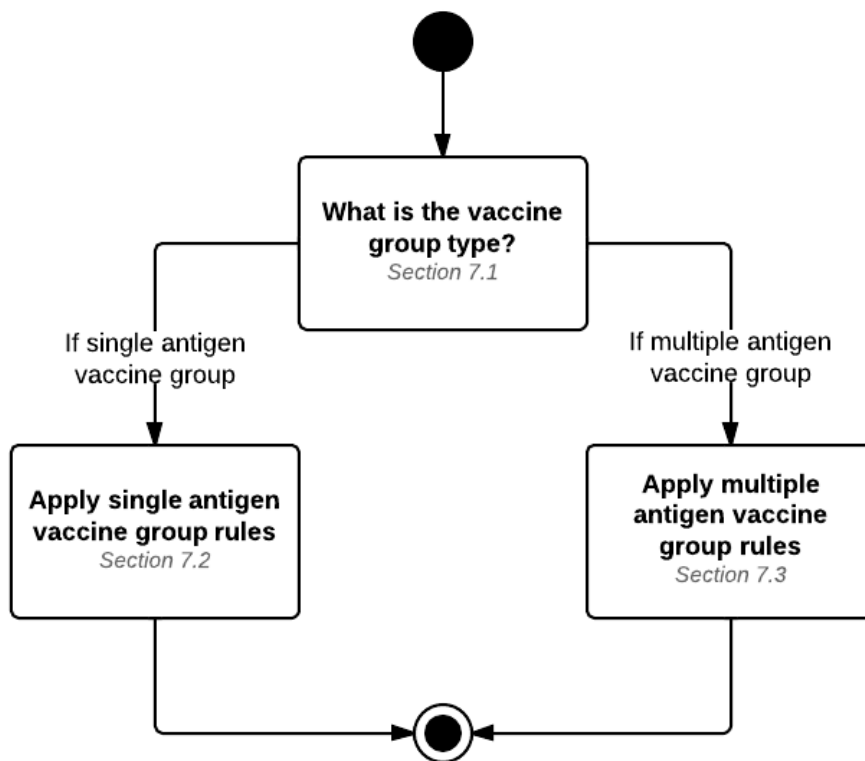 What is the vaccine
group type?
Section 7.1
If single antigen
vaccine group
If multiple antigen
vaccine group
Apply single antigen
vaccine group rules
Section 7.2
Apply multiple
antigen vaccine
group rules
Section 7.3